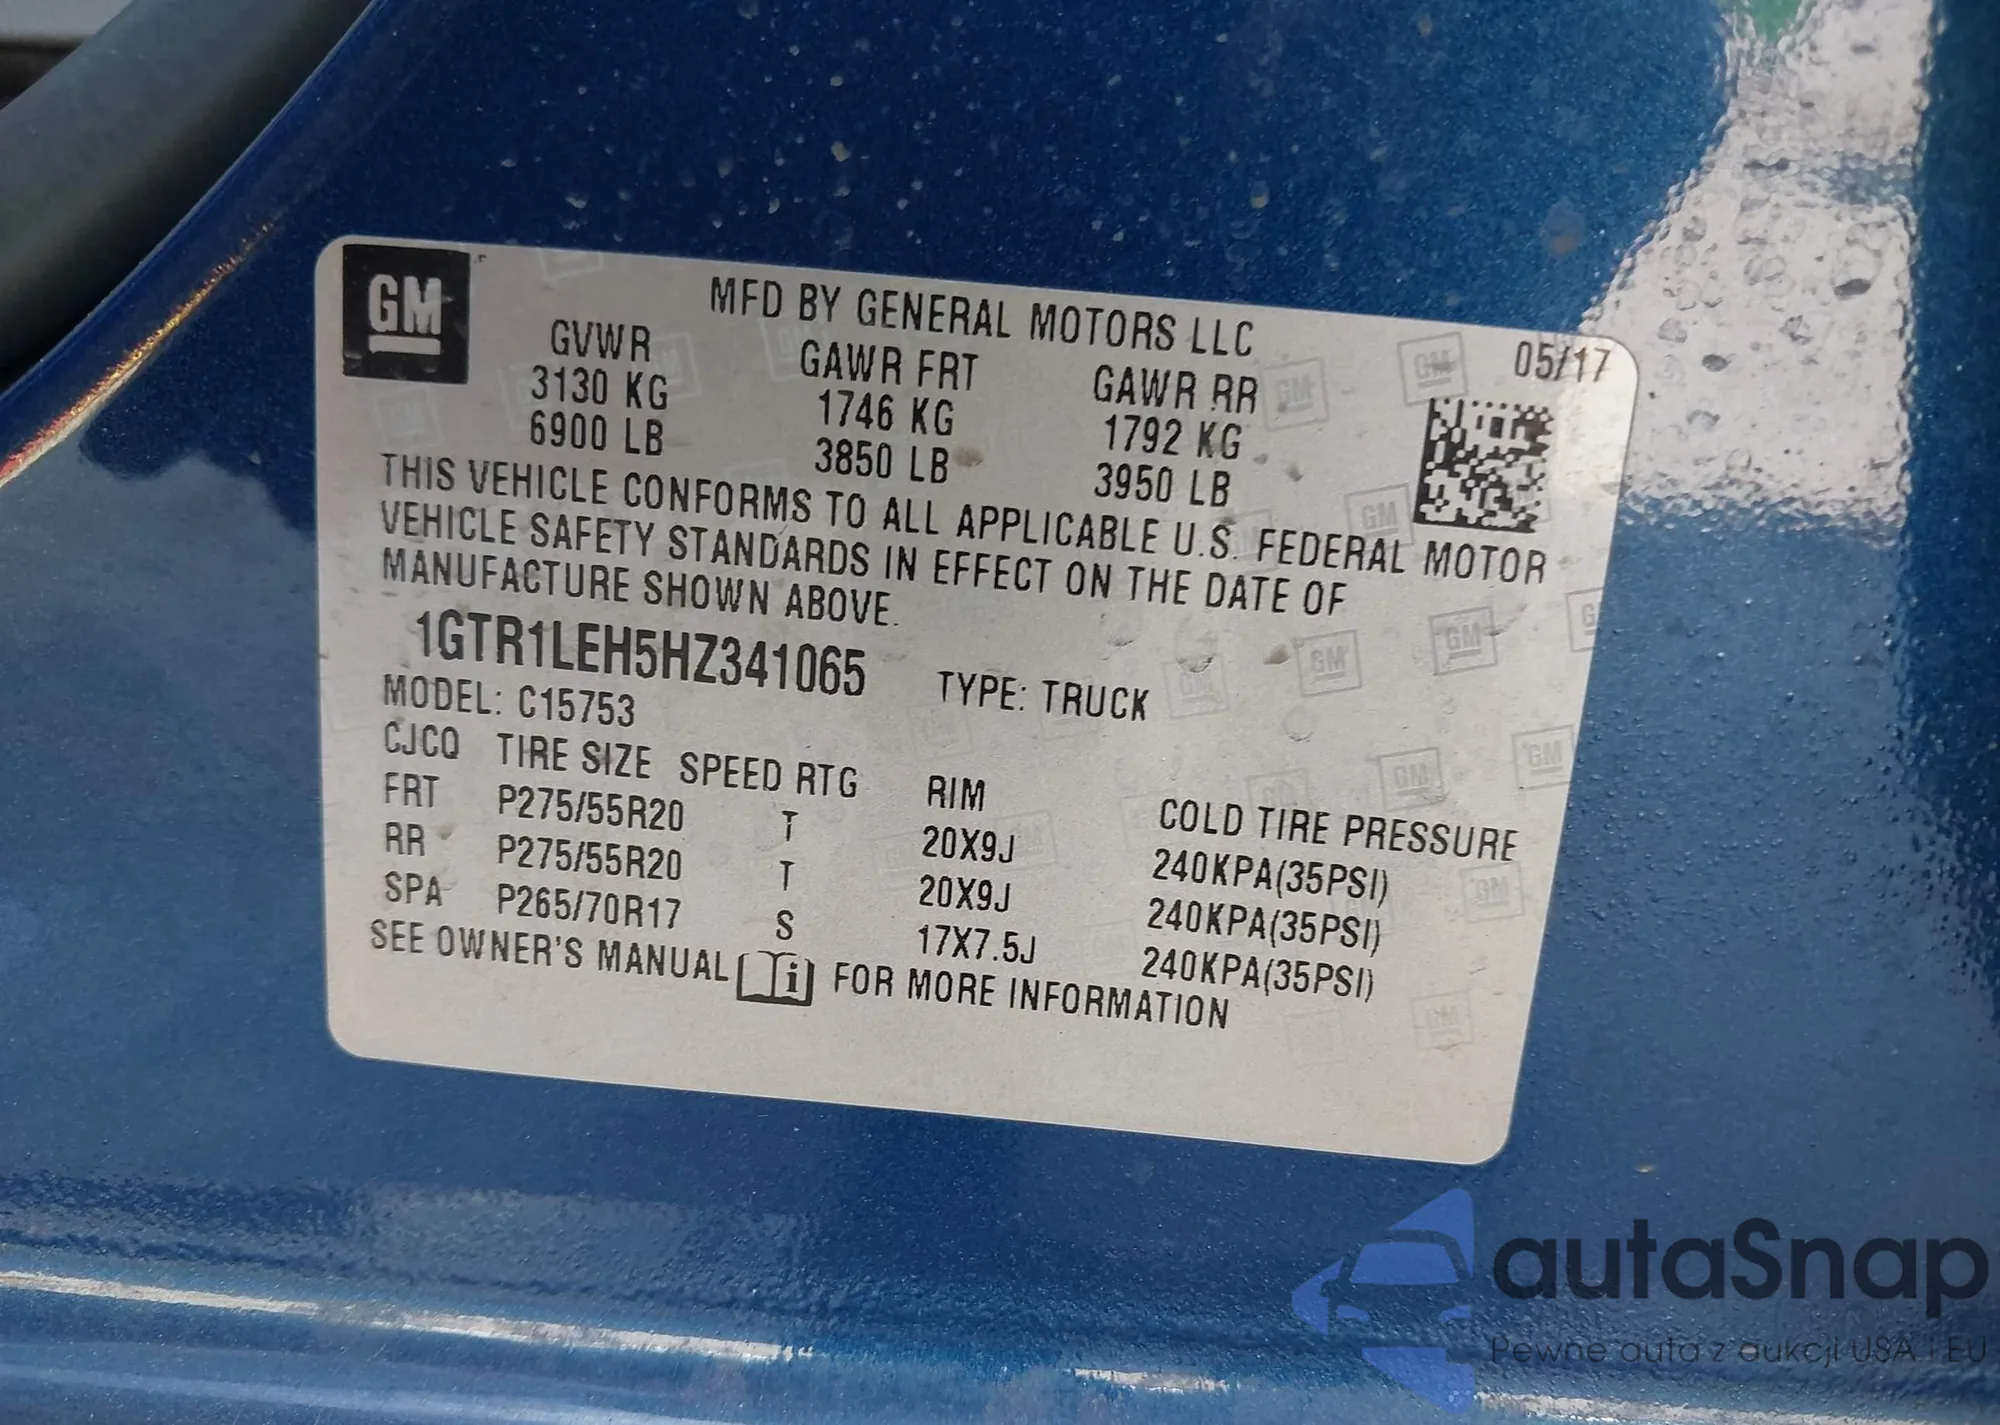 GM
MFD BY GENERAL MOTORS LLC
05/17
GVWR GAWR FRT GAWR RR
3130 KG 1746 KG 1792 KG
6900 LB 3850 LB 3950 LB
THIS VEHICLE CONFORMS TO ALL APPLICABLE U.S. FEDERAL MOTOR
VEHICLE SAFETY STANDARDS IN EFFECT ON THE DATE OF
MANUFACTURE SHOWN ABOVE.
1GTR1LEH5HZ341065 TYPE: TRUCK
MODEL: C15753
CJCQ TIRE SIZE SPEED RTG RIM COLD TIRE PRESSURE
FRT P275/55R20 T 20X9J 240KPA(35PSI)
RR P275/55R20 T 20X9J 240KPA(35PSI)
SPA P265/70R17 S 17X7.5J 240KPA(35PSI)
SEE OWNER'S MANUAL i FOR MORE INFORMATION
autaSnap
Pewne auta z aukcji USA i EU